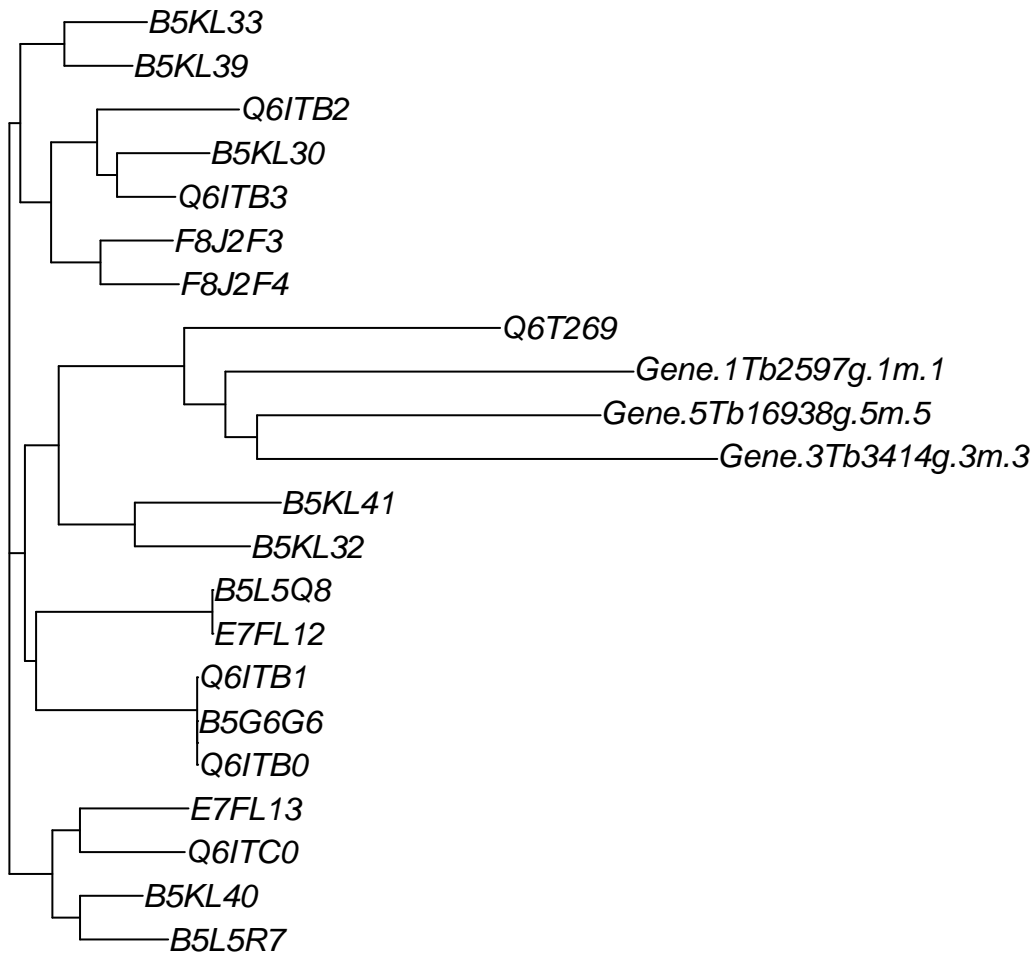 B5KL33
B5KL39
Q6ITB2
B5KL30
Q6ITB3
F8J2F3
F8J2F4
Q6T269
Gene.1Tb2597g.1m.1
Gene.5Tb16938g.5m.5
Gene.3Tb3414g.3m.3
B5KL41
B5KL32
B5L5Q8
E7FL12
Q6ITB1
B5G6G6
Q6ITB0
E7FL13
Q6ITC0
B5KL40
B5L5R7